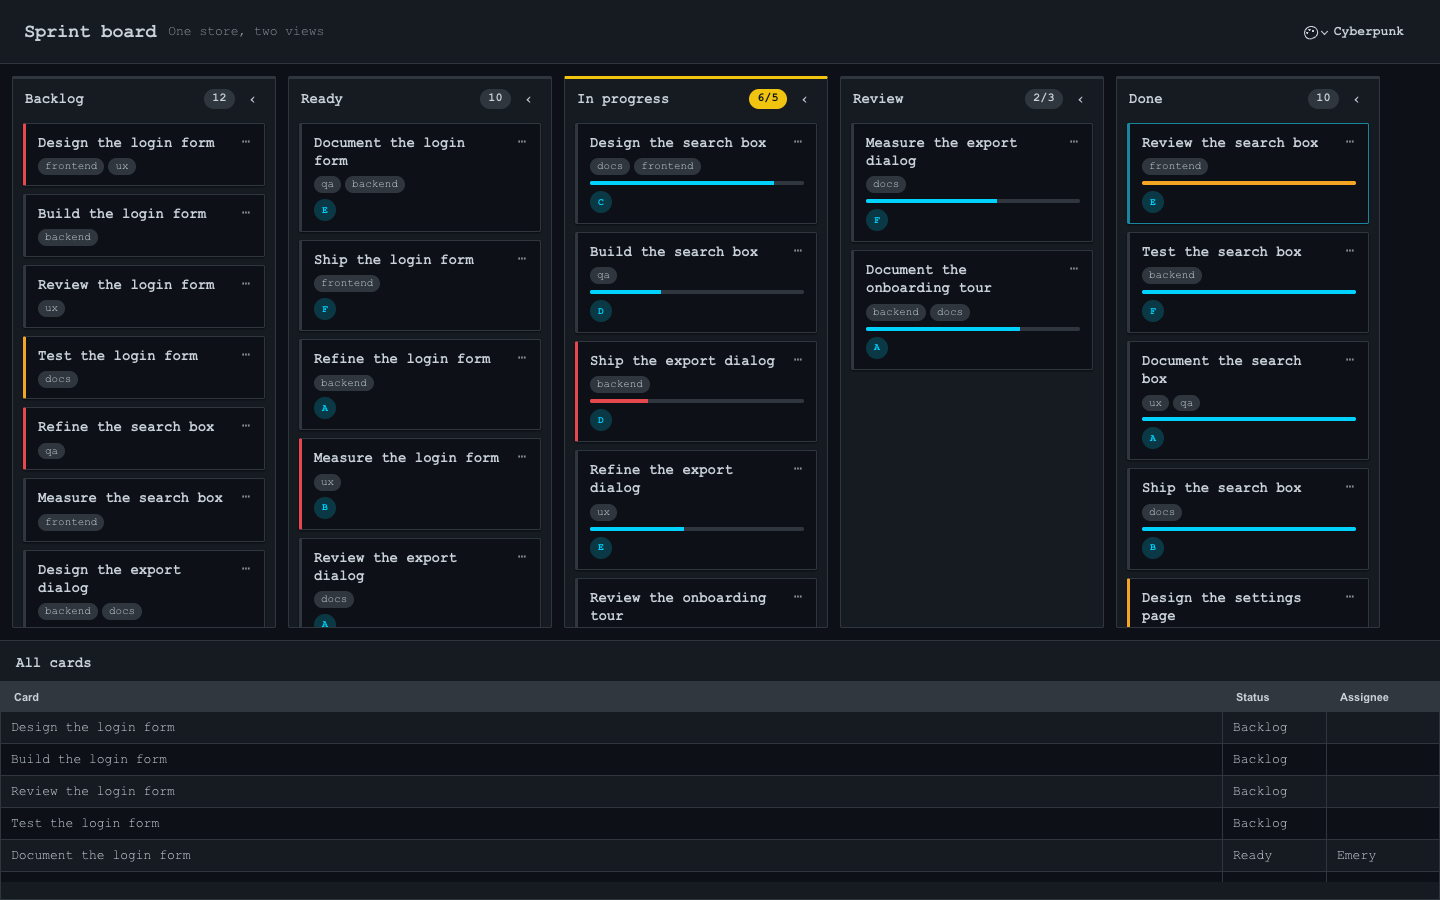 Sprint board One store, two views
Cyberpunk
Backlog 12
Design the login form
frontend ux
Build the login form
backend
Review the login form
ux
Test the login form
docs
Refine the search box
qa
Measure the search box
frontend
Design the export
dialog
backend docs
Ready 10
Document the login
form
qa backend
E
Ship the login form
frontend
F
Refine the login form
backend
A
Measure the login form
ux
B
Review the export
dialog
docs
A
In progress 6/5
Design the search box
docs frontend
C
Build the search box
qa
D
Ship the export dialog
backend
D
Refine the export
dialog
ux
E
Review the onboarding
tour
Review 2/3
Measure the export
dialog
docs
F
Document the
onboarding tour
backend docs
A
Done 10
Review the search box
frontend
E
Test the search box
backend
F
Document the search
box
ux qa
A
Ship the search box
docs
B
Design the settings
page
All cards
Card Status Assignee
Design the login form Backlog
Build the login form Backlog
Review the login form Backlog
Test the login form Backlog
Document the login form Ready Emery